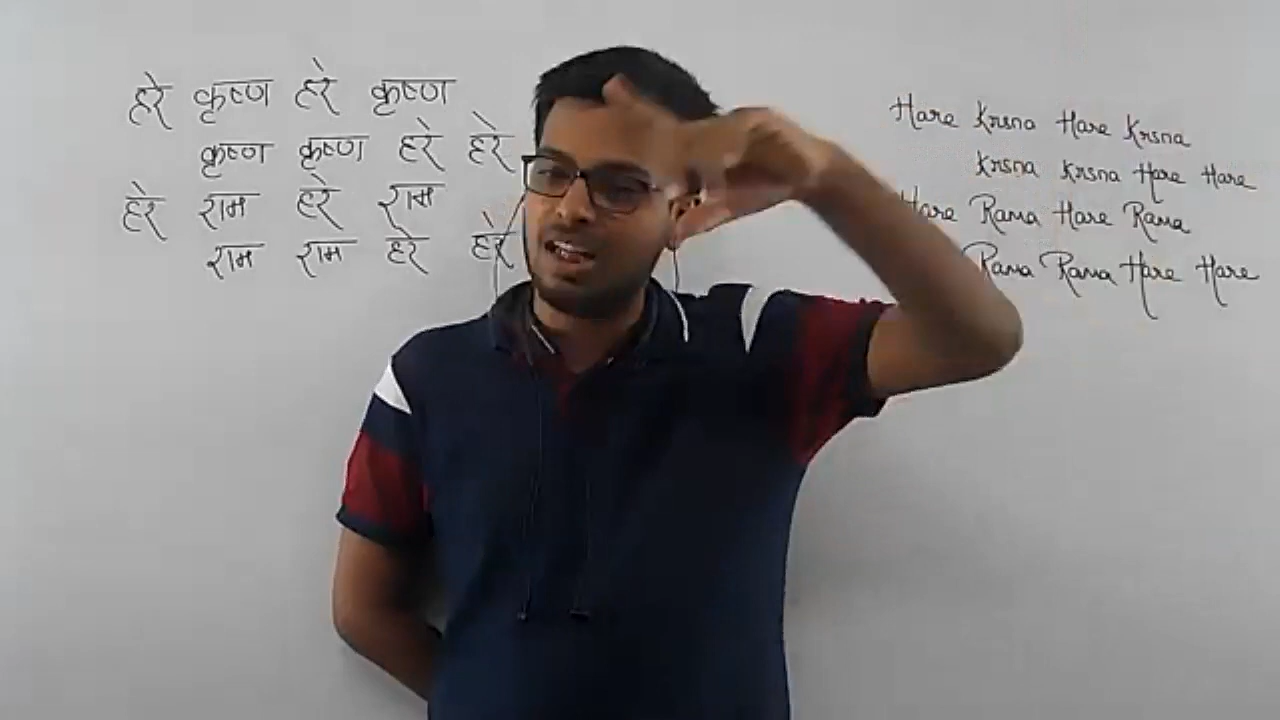 हरे कृष्ण हरे कृष्ण
कृष्ण कृष्ण हरे हरे
हरे राम हरे राम
राम राम हरे हरे
Hare Krsna Hare Krsna
Krsna Krsna Hare Hare
Hare Rama Hare Rama
Rama Rama Hare Hare